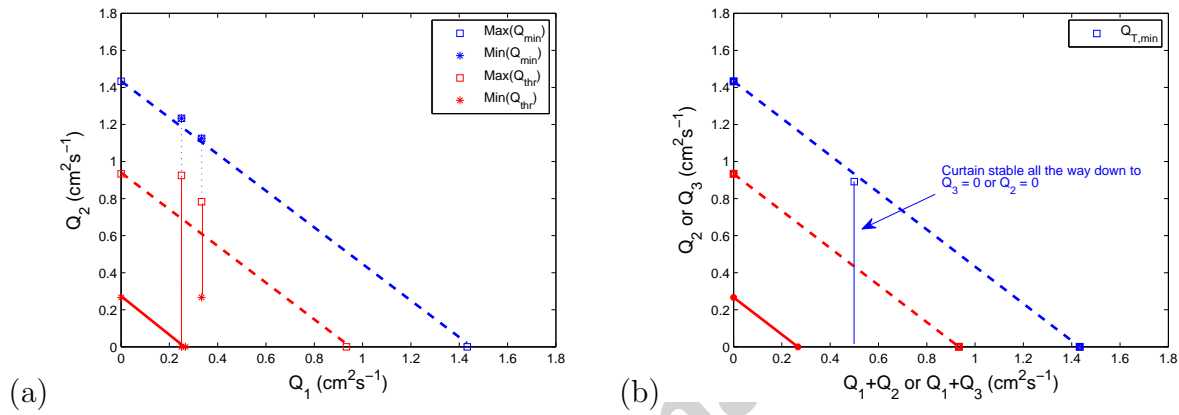 1.8
1.6
1.4
1.2
1
0.8
0.6
0.4
0.2
0
0 0.2 0.4 0.6 0.8 1 1.2 1.4 1.6 1.8
Q₂ (cm²s⁻¹)
Q₁ (cm²s⁻¹)
Max(Qₘᵢₙ)
Min(Qₘᵢₙ)
Max(Qₜₕᵣ)
Min(Qₜₕᵣ)
(a)
1.8
1.6
1.4
1.2
1
0.8
0.6
0.4
0.2
0
0 0.2 0.4 0.6 0.8 1 1.2 1.4 1.6 1.8
Q₂ or Q₃ (cm²s⁻¹)
Q₁+Q₂ or Q₁+Q₃ (cm²s⁻¹)
Q_{T,min}
Curtain stable all the way down to
Q₃ = 0 or Q₂ = 0
(b)